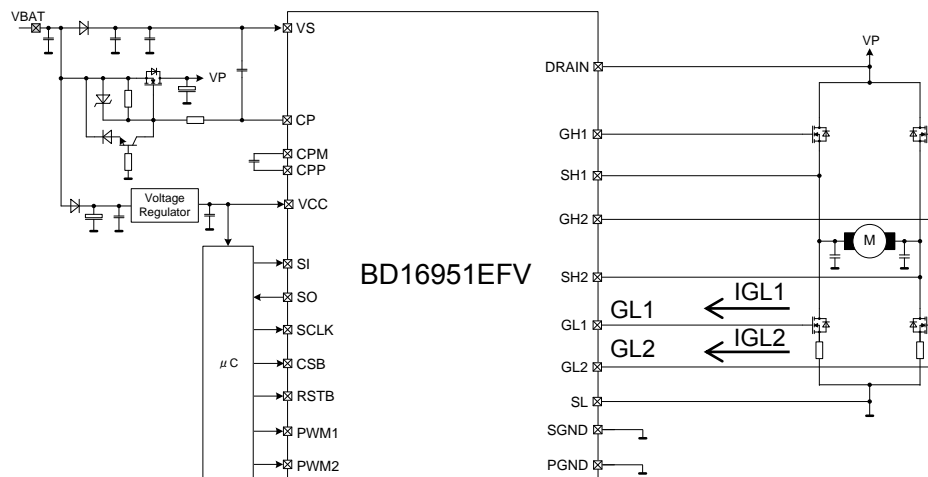 VBAT
VS
VP
CP
CPM
CPP
Voltage
Regulator
VCC
μC
SI
SO
SCLK
CSB
RSTB
PWM1
PWM2
BD16951EFV
VP
DRAIN
GH1
SH1
GH2
M
SH2
GL1
IGL1
GL1
GL2
IGL2
GL2
SL
SGND
PGND